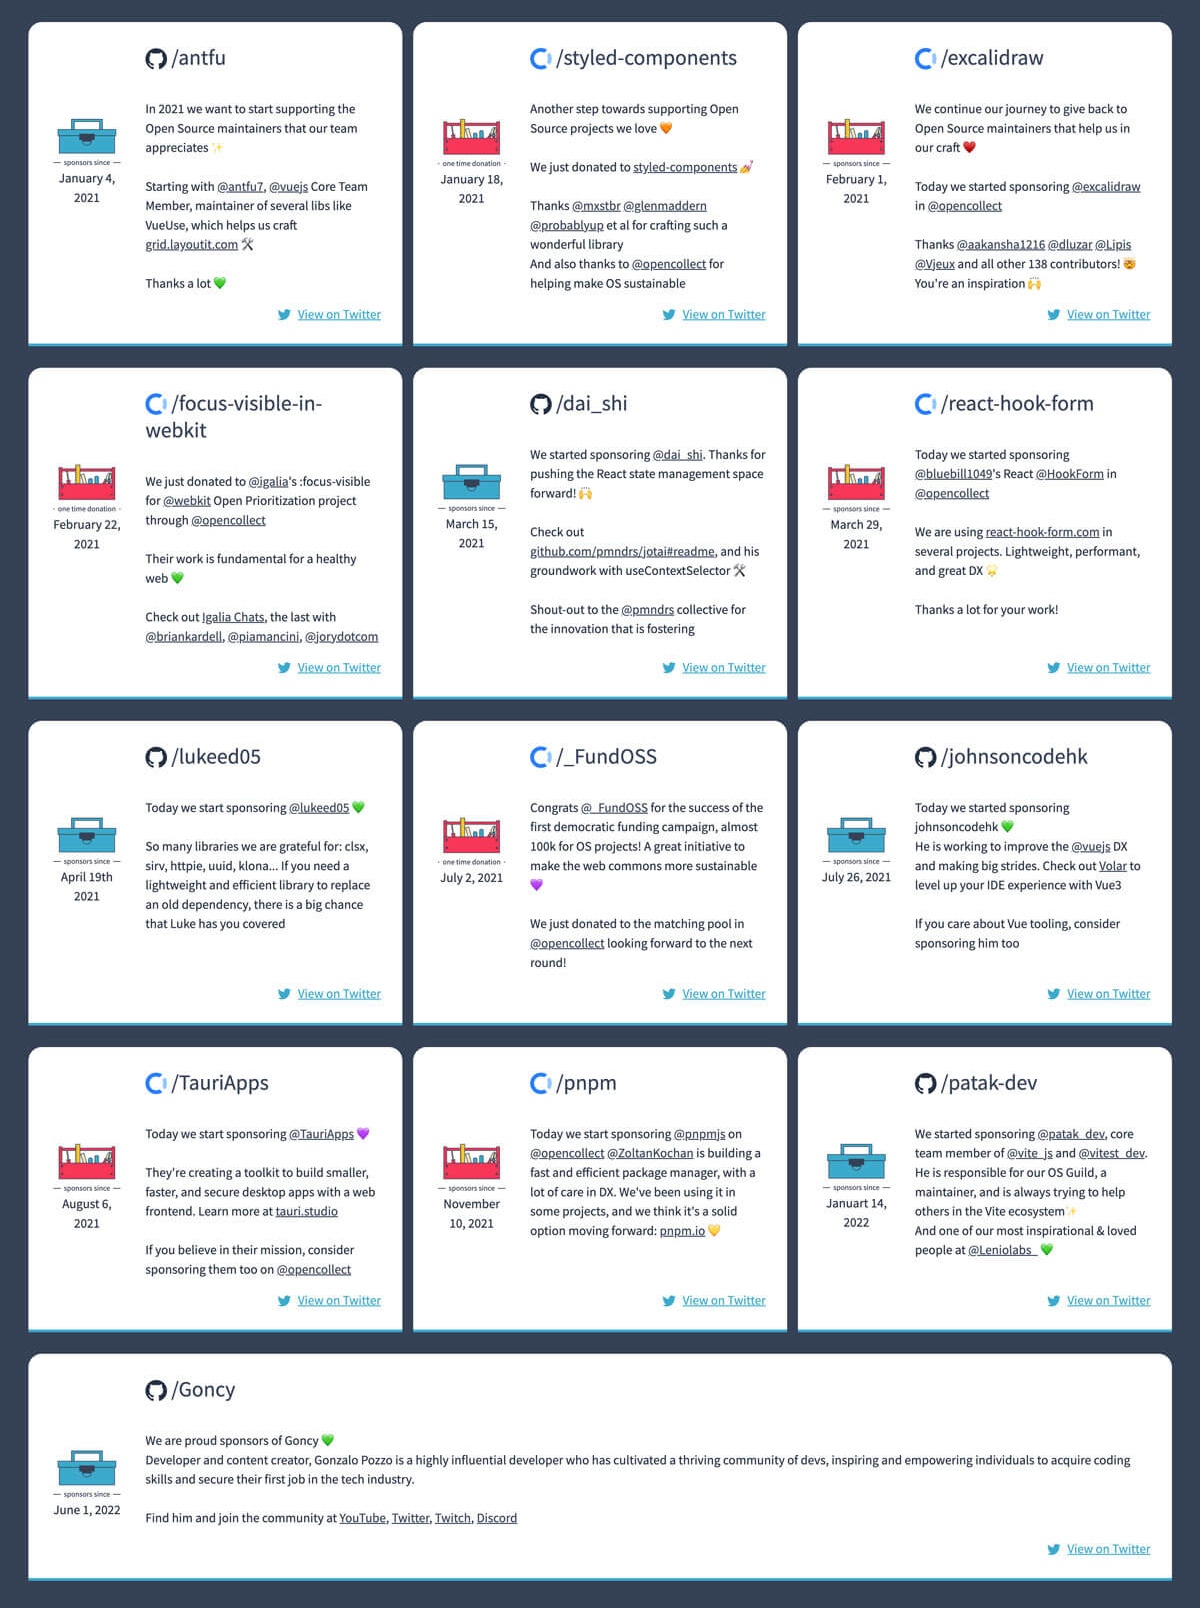 /antfu
In 2021 we want to start supporting the
Open Source maintainers that our team
appreciates ✨
— sponsors since —
January 4,
2021
Starting with @antfu7, @vuejs Core Team
Member, maintainer of several libs like
VueUse, which helps us craft
grid.layoutit.com 🛠
Thanks a lot 💚
View on Twitter
/styled-components
Another step towards supporting Open
Source projects we love 🧡
· one time donation ·
January 18,
2021
We just donated to styled-components 💅
Thanks @mxstbr @glenmaddern
@probablyup et al for crafting such a
wonderful library
And also thanks to @opencollect for
helping make OS sustainable
View on Twitter
/excalidraw
We continue our journey to give back to
Open Source maintainers that help us in
our craft ❤️
— sponsors since —
February 1,
2021
Today we started sponsoring @excalidraw
in @opencollect
Thanks @aakansha1216 @dluzar @Lipis
@Vjeux and all other 138 contributors! 🤯
You're an inspiration 🙌
View on Twitter
/focus-visible-in-
webkit
We just donated to @igalia's :focus-visible
for @webkit Open Prioritization project
through @opencollect
· one time donation ·
February 22,
2021
Their work is fundamental for a healthy
web 💚
Check out Igalia Chats, the last with
@briankardell, @piamancini, @jorydotcom
View on Twitter
/dai_shi
We started sponsoring @dai_shi. Thanks for
pushing the React state management space
forward! 🙌
— sponsors since —
March 15,
2021
Check out
github.com/pmndrs/jotai#readme, and his
groundwork with useContextSelector 🛠
Shout-out to the @pmndrs collective for
the innovation that is fostering
View on Twitter
/react-hook-form
Today we started sponsoring
@bluebill1049's React @HookForm in
@opencollect
— sponsors since —
March 29,
2021
We are using react-hook-form.com in
several projects. Lightweight, performant,
and great DX
Thanks a lot for your work!
View on Twitter
/lukeed05
Today we start sponsoring @lukeed05 💚
— sponsors since —
April 19th
2021
So many libraries we are grateful for: clsx,
sirv, httpie, uuid, klona... If you need a
lightweight and efficient library to replace
an old dependency, there is a big chance
that Luke has you covered
View on Twitter
/_FundOSS
Congrats @_FundOSS for the success of the
first democratic funding campaign, almost
100k for OS projects! A great initiative to
make the web commons more sustainable
💜
· one time donation ·
July 2, 2021
We just donated to the matching pool in
@opencollect looking forward to the next
round!
View on Twitter
/johnsoncodehk
Today we started sponsoring
johnsoncodehk 💚
He is working to improve the @vuejs DX
and making big strides. Check out Volar to
level up your IDE experience with Vue3
— sponsors since —
July 26, 2021
If you care about Vue tooling, consider
sponsoring him too
View on Twitter
/TauriApps
Today we start sponsoring @TauriApps 💜
— sponsors since —
August 6,
2021
They're creating a toolkit to build smaller,
faster, and secure desktop apps with a web
frontend. Learn more at tauri.studio
If you believe in their mission, consider
sponsoring them too on @opencollect
View on Twitter
/pnpm
Today we start sponsoring @pnpmjs on
@opencollect @ZoltanKochan is building a
fast and efficient package manager, with a
lot of care in DX. We've been using it in
some projects, and we think it's a solid
option moving forward: pnpm.io 💛
— sponsors since —
November
10, 2021
View on Twitter
/patak-dev
We started sponsoring @patak_dev, core
team member of @vite_js and @vitest_dev.
He is responsible for our OS Guild, a
maintainer, and is always trying to help
others in the Vite ecosystem✨
And one of our most inspirational & loved
people at @Leniolabs_ 💚
— sponsors since —
Januart 14,
2022
View on Twitter
/Goncy
We are proud sponsors of Goncy 💚
Developer and content creator, Gonzalo Pozzo is a highly influential developer who has cultivated a thriving community of devs, inspiring and empowering individuals to acquire coding
skills and secure their first job in the tech industry.
— sponsors since —
June 1, 2022
Find him and join the community at YouTube, Twitter, Twitch, Discord
View on Twitter